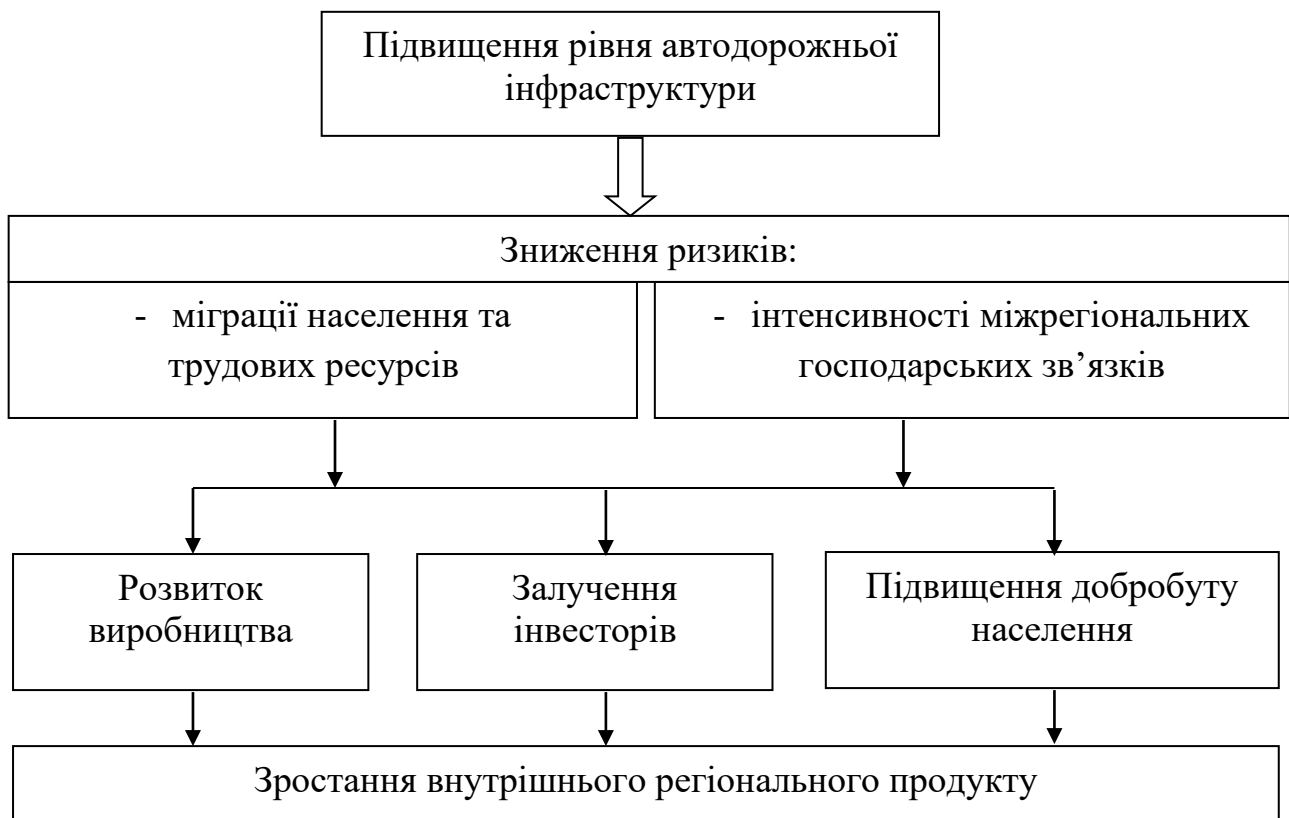 Підвищення рівня автодорожньої
інфраструктури
Зниження ризиків:
- міграції населення та
трудових ресурсів
- інтенсивності міжрегіональних
господарських зв’язків
Розвиток
виробництва
Залучення
інвесторів
Підвищення добробуту
населення
Зростання внутрішнього регіонального продукту